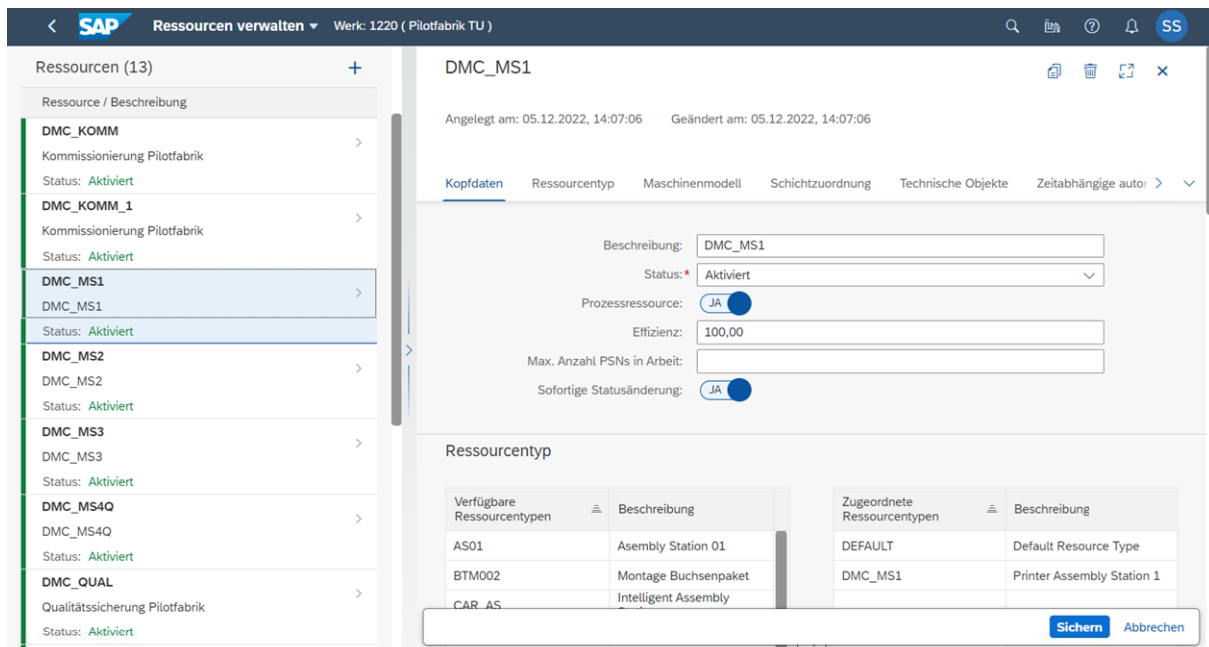 SAP Ressourcen verwalten Werk: 1220 ( Pilotfabrik TU ) SS
Ressourcen (13)
Ressource / Beschreibung
DMC_KOMM
Kommissionierung Pilotfabrik
Status: Aktiviert
DMC_KOMM_1
Kommissionierung Pilotfabrik
Status: Aktiviert
DMC_MS1
DMC_MS1
Status: Aktiviert
DMC_MS2
DMC_MS2
Status: Aktiviert
DMC_MS3
DMC_MS3
Status: Aktiviert
DMC_MS4Q
DMC_MS4Q
Status: Aktiviert
DMC_QUAL
Qualitätssicherung Pilotfabrik
Status: Aktiviert
DMC_MS1
Angelegt am: 05.12.2022, 14:07:06 Geändert am: 05.12.2022, 14:07:06
Kopfdaten Ressourcentyp Maschinenmodell Schichtzuordnung Technische Objekte Zeitabhängige autor
Beschreibung: DMC_MS1
Status:* Aktiviert
Prozessressource: JA
Effizienz: 100,00
Max. Anzahl PSNs in Arbeit:
Sofortige Statusänderung: JA
Ressourcentyp
Verfügbare Ressourcentypen Beschreibung
AS01 Asembly Station 01
BTM002 Montage Buchsenpaket
CAR_AS Intelligent Assembly
Zugeordnete Ressourcentypen Beschreibung
DEFAULT Default Resource Type
DMC_MS1 Printer Assembly Station 1
Sichern Abbrechen